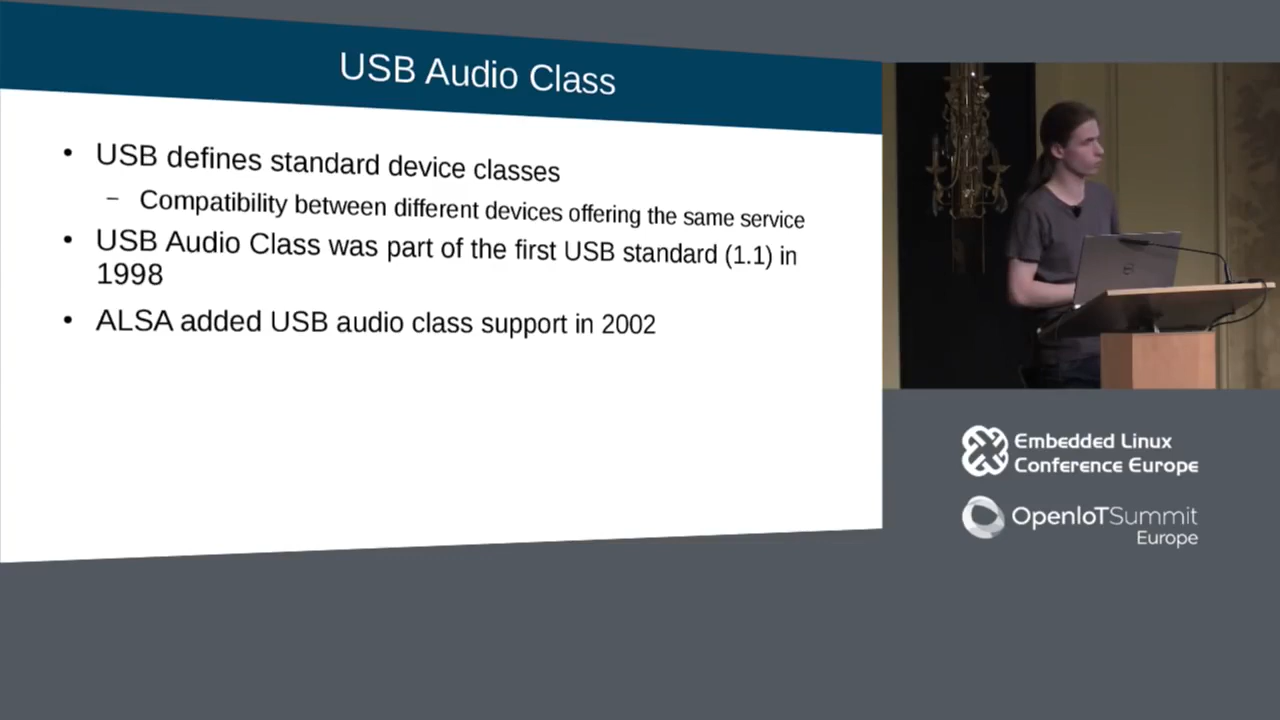 USB Audio Class
• USB defines standard device classes
– Compatibility between different devices offering the same service
• USB Audio Class was part of the first USB standard (1.1) in
1998
• ALSA added USB audio class support in 2002
Embedded Linux
Conference Europe
OpenIoTSummit
Europe